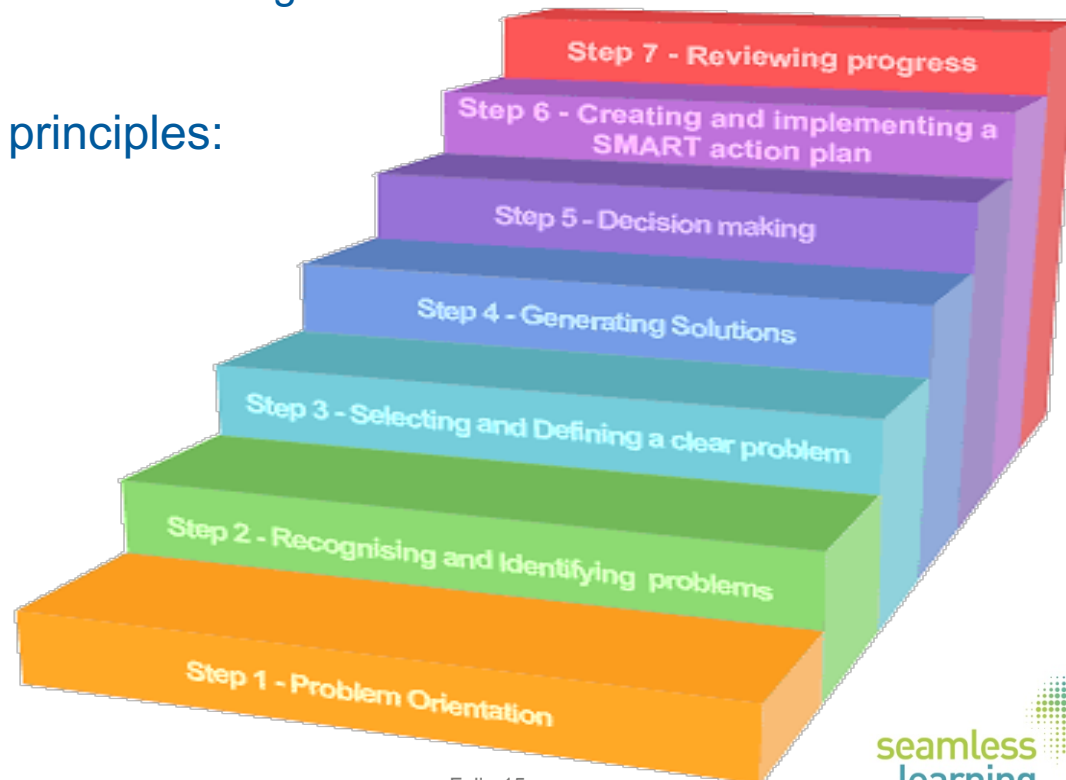 principles:
Step 7 - Reviewing progress
Step 6 - Creating and implementing a
SMART action plan
Step 5 - Decision making
Step 4 - Generating Solutions
Step 3 - Selecting and Defining a clear problem
Step 2 - Recognising and Identifying problems
Step 1 - Problem Orientation
seamless
learning